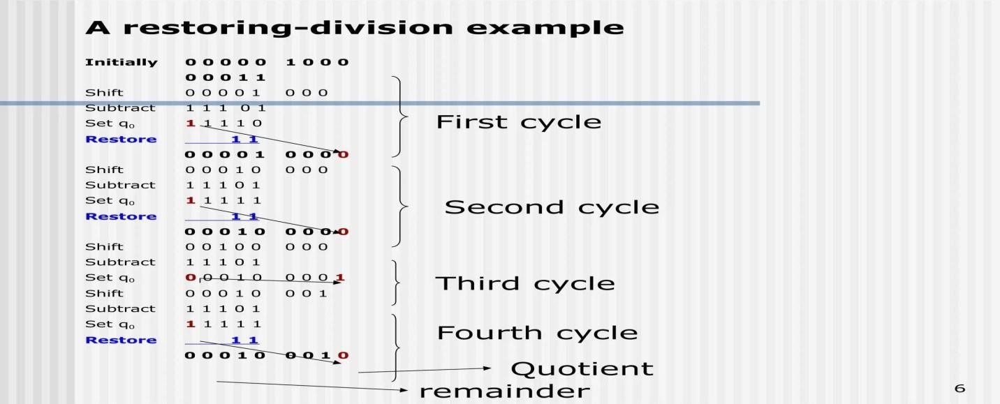 A restoring-division example
Initially 0 0 0 0 0 1 0 0 0
0 0 0 1 1
Shift 0 0 0 0 1 0 0 0
Subtract 1 1 1 0 1
Set q₀ 1 1 1 1 0
First cycle
Restore 1 1
0 0 0 0 1 0 0 0 0
Shift 0 0 0 1 0 0 0 0
Subtract 1 1 1 0 1
Set q₀ 1 1 1 1 1
Second cycle
Restore 1 1
0 0 0 1 0 0 0 0 0
Shift 0 0 1 0 0 0 0 0
Subtract 1 1 1 0 1
Set q₀ 0 0 0 1 0 0 0 0 1
Third cycle
Shift 0 0 0 1 0 0 0 1
Subtract 1 1 1 0 1
Set q₀ 1 1 1 1 1
Fourth cycle
Restore 1 1
0 0 0 1 0 0 0 1 0
Quotient
remainder
6